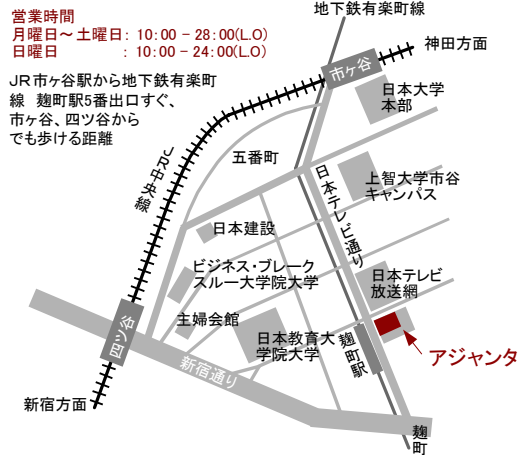 営業時間
月曜日～土曜日: 10:00 - 28:00(L.O)
日曜日 : 10:00 - 24:00(L.O)
JR市ヶ谷駅から地下鉄有楽町
線 麹町駅5番出口すぐ、
市ヶ谷、四ツ谷から
でも歩ける距離
地下鉄有楽町線
神田方面
市ヶ谷
日本大学
本部
JR中央線
五番町
上智大学市谷
キャンパス
日本テレビ通り
日本建設
ビジネス・ブレーク
スルー大学院大学
日本テレビ
放送網
主婦会館
日本教育大
学院大学
四ツ谷
新宿通り
麹町駅
アジャンタ
新宿方面
麹
町